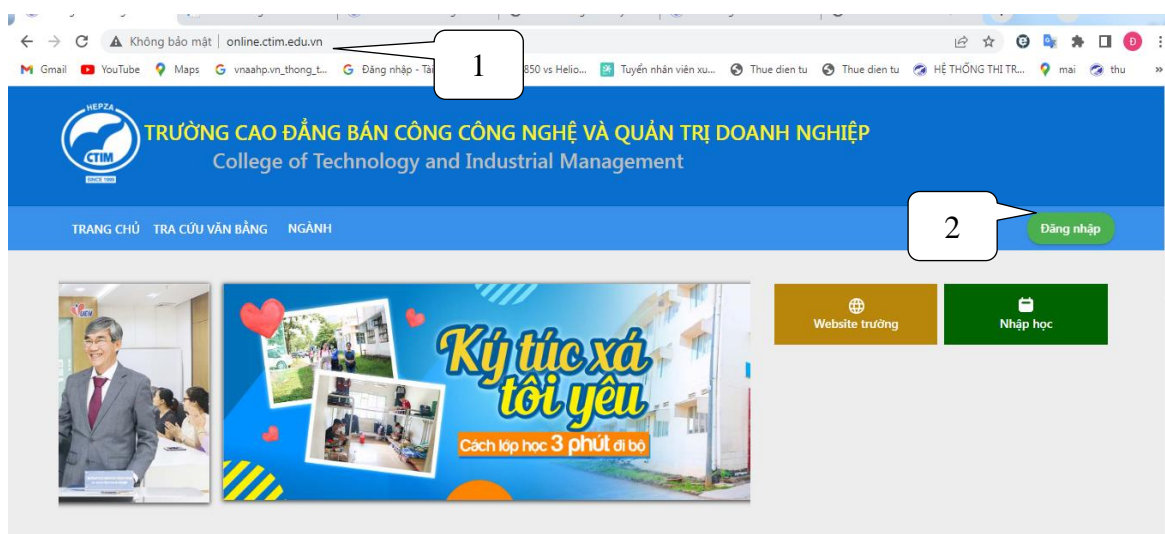 Không bảo mật | online.ctim.edu.vn
1
Gmail YouTube Maps vnaahp.vn_thong_t... Đăng nhập - Tài 850 vs Helio... Tuyển nhân viên xu... Thue dien tu Thue dien tu HỆ THỐNG THI TR... mai thu »
HEPZA
CTIM
SINCE 1998
TRƯỜNG CAO ĐẲNG BÁN CÔNG CÔNG NGHỆ VÀ QUẢN TRỊ DOANH NGHIỆP
College of Technology and Industrial Management
TRANG CHỦ TRA CỨU VĂN BẰNG NGÀNH
2
Đăng nhập
Ký túc xá
tôi yêu
Cách lớp học 3 phút đi bộ
Website trường
Nhập học